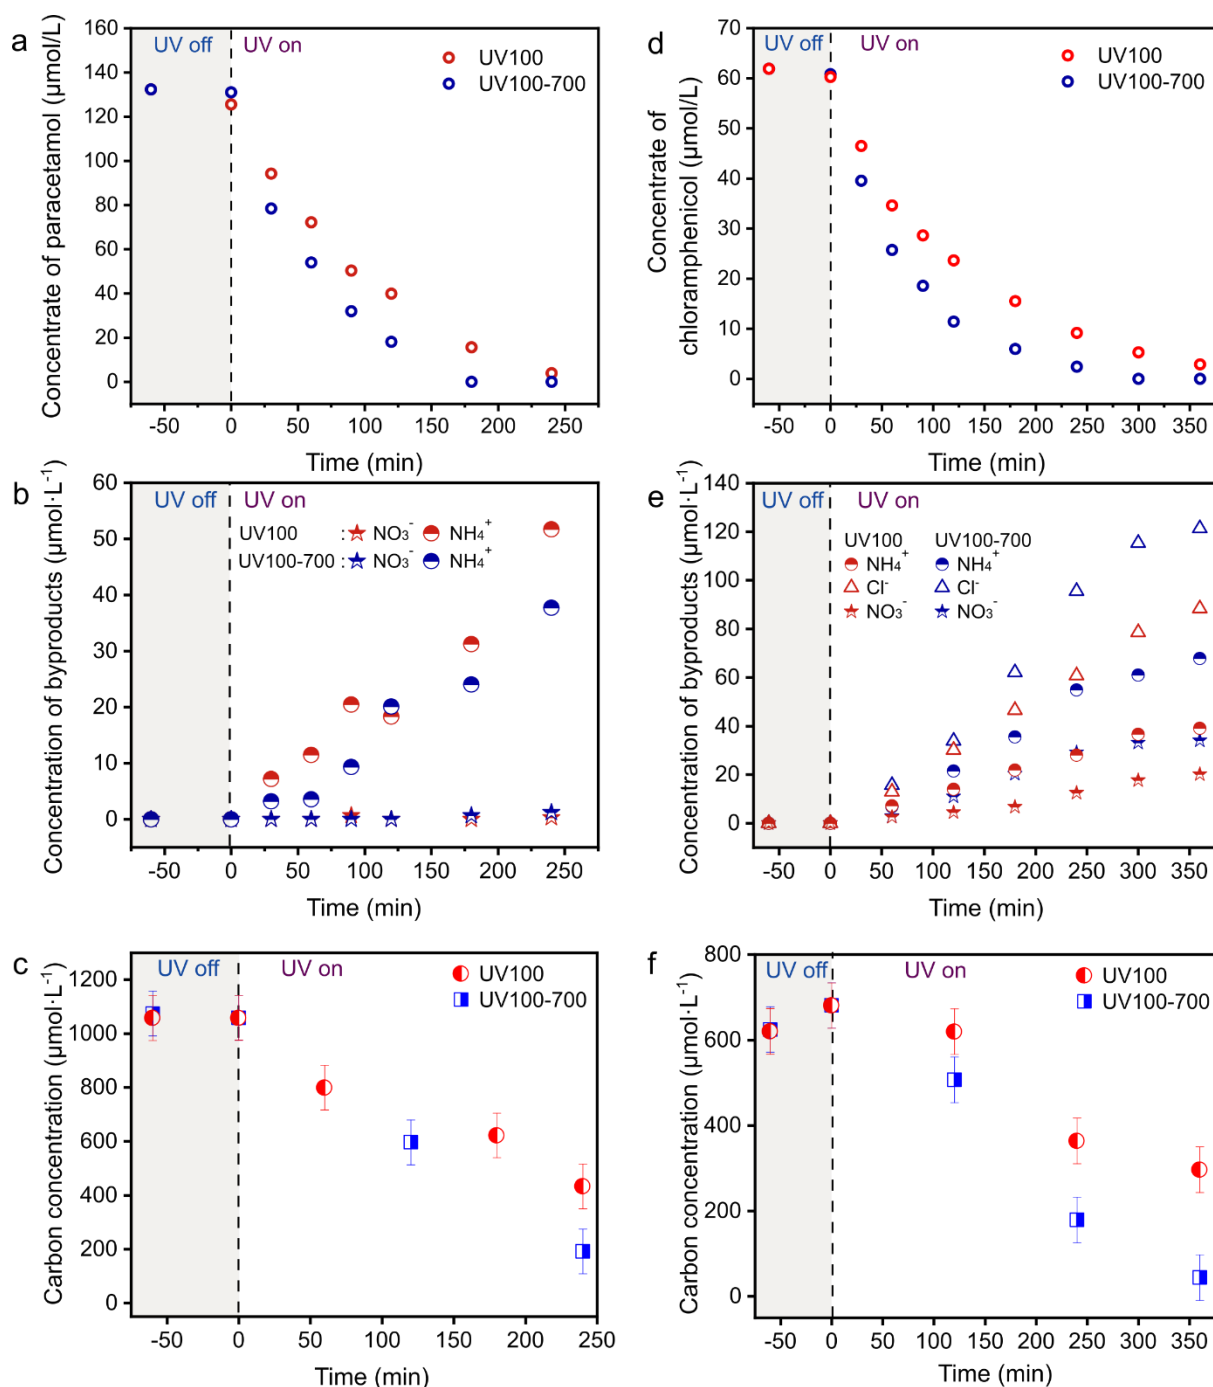 a
UV off
UV on
UV100
UV100-700
Concentrate of paracetamol (μmol/L)
160
140
120
100
80
60
40
20
0
-50
0
50
100
150
200
250
Time (min)
d
UV off
UV on
UV100
UV100-700
Concentrate of
chloramphenicol (μmol/L)
70
60
50
40
30
20
10
0
-50
0
50
100
150
200
250
300
350
Time (min)
b
UV off
UV on
UV100 : NO₃⁻ NH₄⁺
UV100-700 : NO₃⁻ NH₄⁺
Concentration of byproducts (μmol·L⁻¹)
60
50
40
30
20
10
0
-50
0
50
100
150
200
250
Time (min)
e
UV off
UV on
UV100 UV100-700
NH₄⁺ NH₄⁺
Cl⁻ Cl⁻
NO₃⁻ NO₃⁻
Concentration of byproducts (μmol·L⁻¹)
140
120
100
80
60
40
20
0
-50
0
50
100
150
200
250
300
350
Time (min)
c
UV off
UV on
UV100
UV100-700
Carbon concentration (μmol·L⁻¹)
1200
1000
800
600
400
200
0
-50
0
50
100
150
200
250
Time (min)
f
UV off
UV on
UV100
UV100-700
Carbon concentration (μmol·L⁻¹)
800
600
400
200
0
-50
0
50
100
150
200
250
300
350
Time (min)